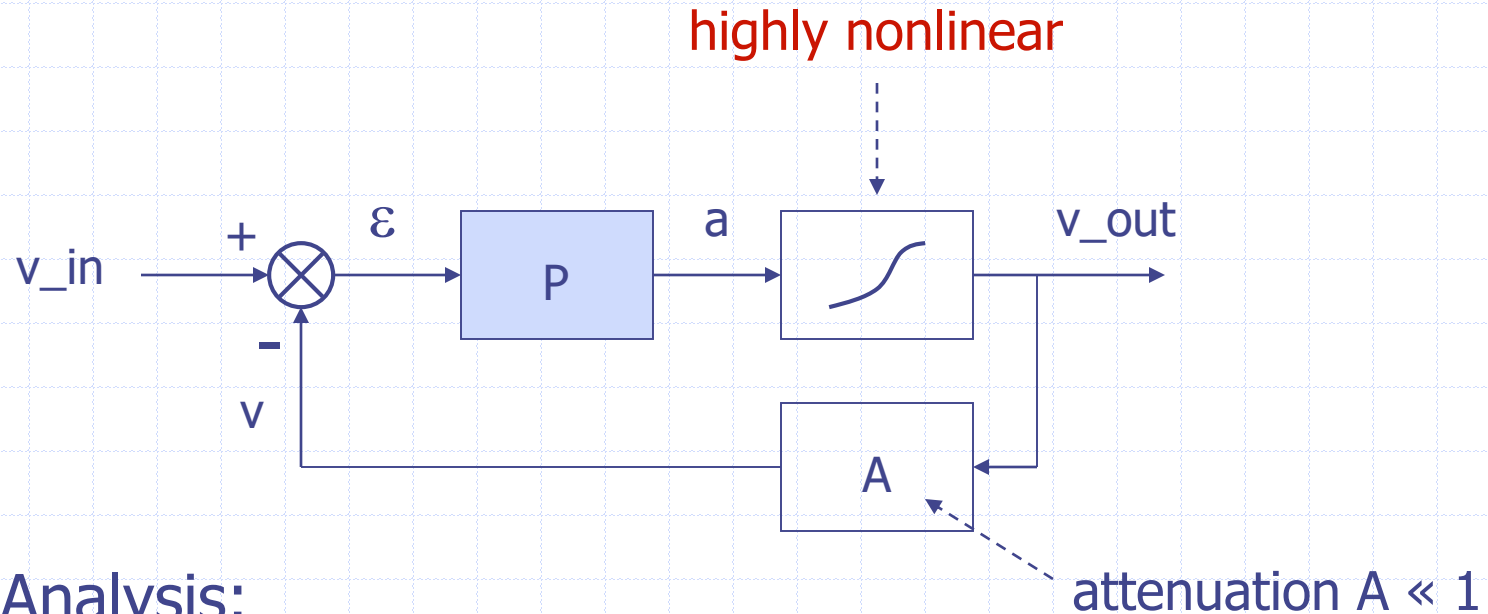 highly nonlinear
+
ε
a
v_out
v_in
P
-
v
A
Analysis:
attenuation A « 1